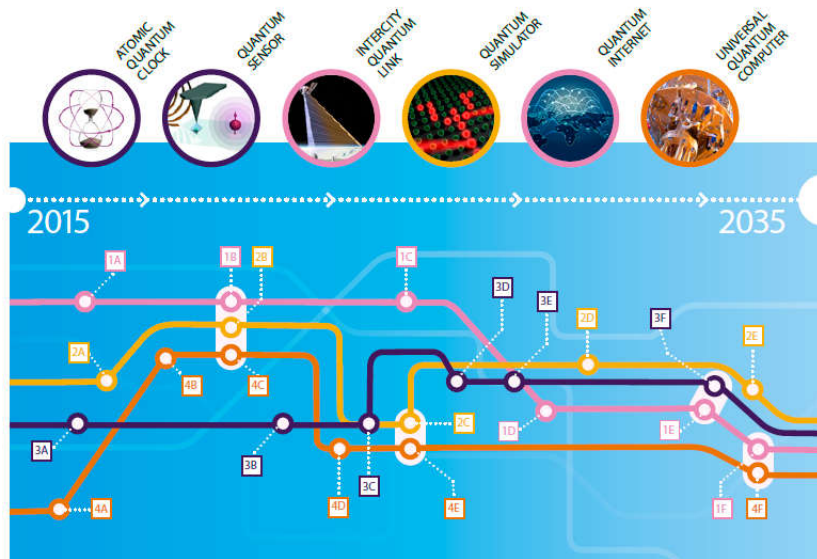 ATOMIC
QUANTUM
CLOCK
QUANTUM
SENSOR
INTERCITY
QUANTUM
LINK
QUANTUM
SIMULATOR
QUANTUM
INTERNET
UNIVERSAL
QUANTUM
COMPUTER
2015
2035
1A
1B
2B
1C
3D
3E
3F
2D
2E
2A
4B
4C
3A
3B
3C
2C
1D
1E
4A
4D
4E
1F
4F